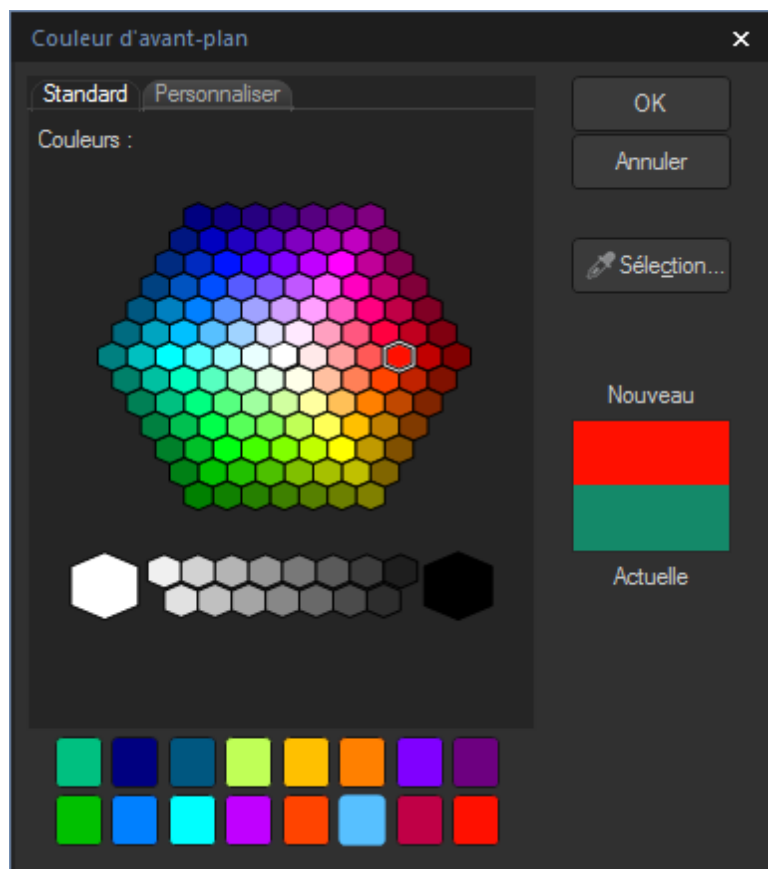 Couleur d'avant-plan
Standard Personnaliser
OK
Couleurs :
Annuler
Sélection...
Nouveau
Actuelle